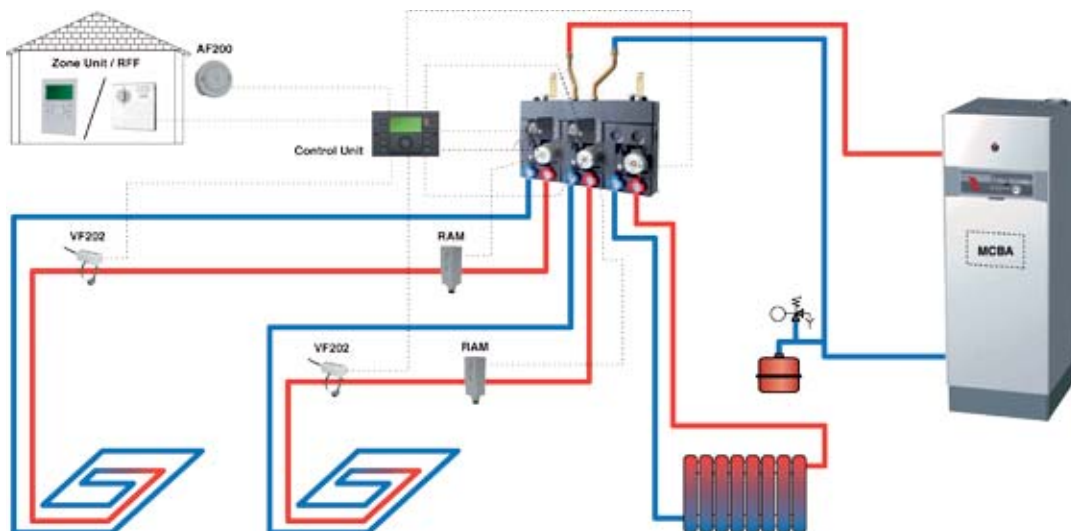 AF200
Zone Unit / RFF
Control Unit
VF202
RAM
MCBA
VF202
RAM